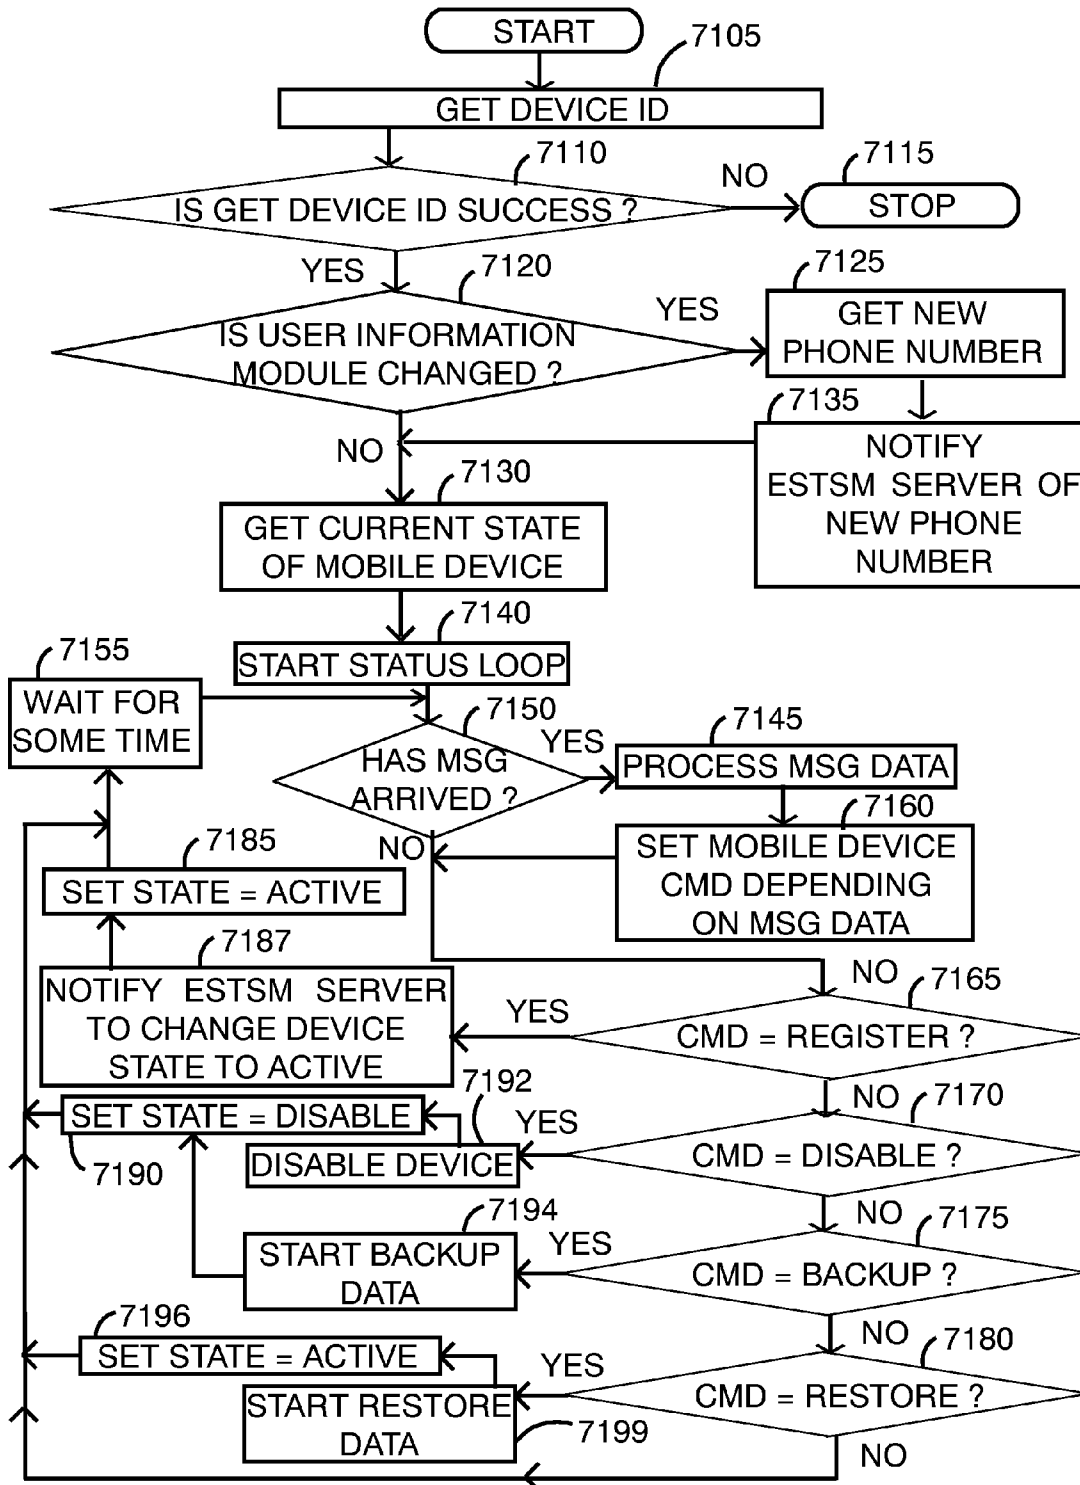 START
7105
GET DEVICE ID
7110
7115
NO
IS GET DEVICE ID SUCCESS ?
STOP
YES
7120
7125
YES
GET NEW
PHONE NUMBER
IS USER INFORMATION
MODULE CHANGED ?
7135
NO
NOTIFY
ESTSM SERVER OF
NEW PHONE
NUMBER
7130
GET CURRENT STATE
OF MOBILE DEVICE
7140
START STATUS LOOP
7155
WAIT FOR
SOME TIME
7150
YES
7145
HAS MSG
ARRIVED ?
PROCESS MSG DATA
7160
NO
SET MOBILE DEVICE
CMD DEPENDING
ON MSG DATA
7185
SET STATE = ACTIVE
7187
NOTIFY ESTSM SERVER
TO CHANGE DEVICE
STATE TO ACTIVE
NO
7165
YES
CMD = REGISTER ?
NO
7170
7192
SET STATE = DISABLE
YES
7190
DISABLE DEVICE
CMD = DISABLE ?
NO
7175
7194
YES
START BACKUP
DATA
CMD = BACKUP ?
NO
7180
7196
SET STATE = ACTIVE
YES
CMD = RESTORE ?
START RESTORE
DATA
7199
NO